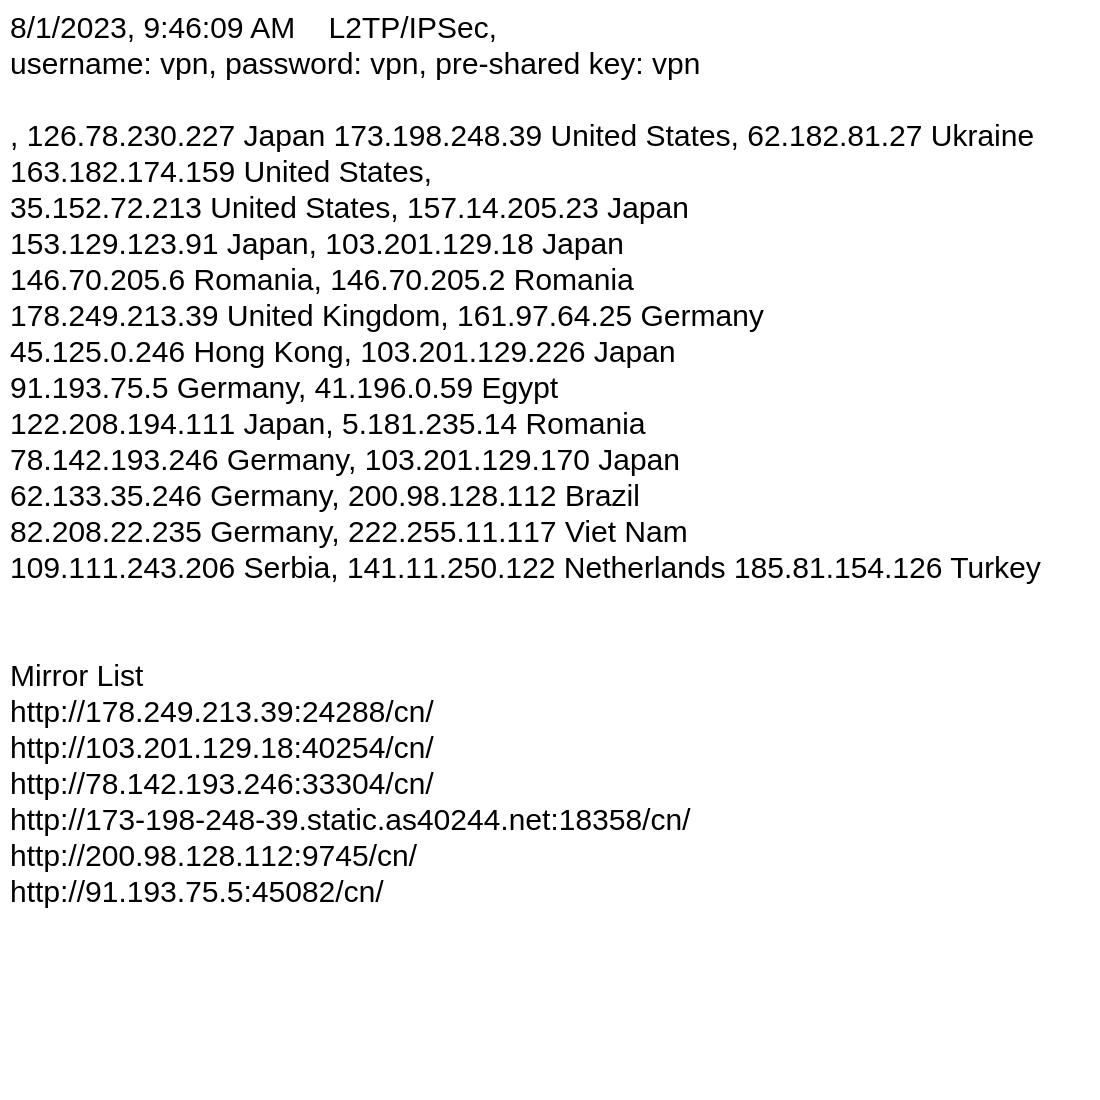 8/1/2023, 9:46:09 AM    L2TP/IPSec,
username: vpn, password: vpn, pre-shared key: vpn
, 126.78.230.227 Japan 173.198.248.39 United States, 62.182.81.27 Ukraine
163.182.174.159 United States,
35.152.72.213 United States, 157.14.205.23 Japan
153.129.123.91 Japan, 103.201.129.18 Japan
146.70.205.6 Romania, 146.70.205.2 Romania
178.249.213.39 United Kingdom, 161.97.64.25 Germany
45.125.0.246 Hong Kong, 103.201.129.226 Japan
91.193.75.5 Germany, 41.196.0.59 Egypt
122.208.194.111 Japan, 5.181.235.14 Romania
78.142.193.246 Germany, 103.201.129.170 Japan
62.133.35.246 Germany, 200.98.128.112 Brazil
82.208.22.235 Germany, 222.255.11.117 Viet Nam
109.111.243.206 Serbia, 141.11.250.122 Netherlands 185.81.154.126 Turkey
Mirror List
http://178.249.213.39:24288/cn/
http://103.201.129.18:40254/cn/
http://78.142.193.246:33304/cn/
http://173-198-248-39.static.as40244.net:18358/cn/
http://200.98.128.112:9745/cn/
http://91.193.75.5:45082/cn/